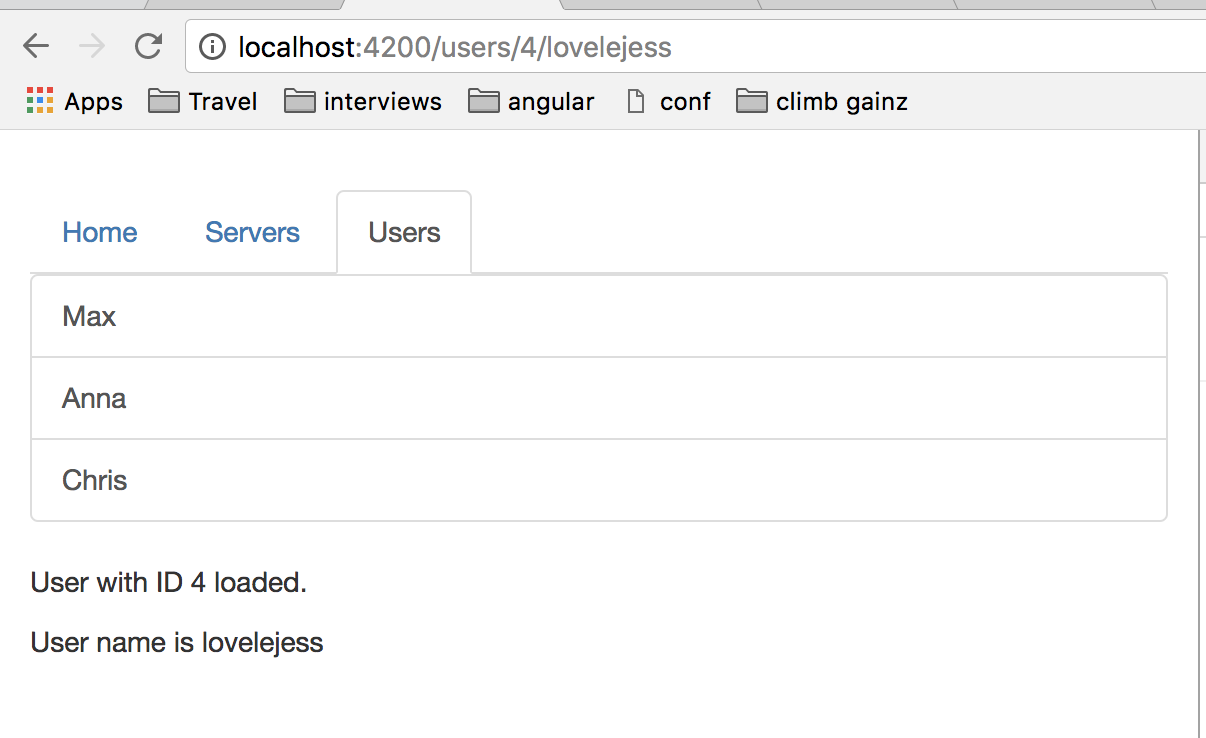 localhost:4200/users/4/lovelejess
Apps Travel interviews angular conf climb gainz
Home Servers Users
Max
Anna
Chris
User with ID 4 loaded.
User name is lovelejess